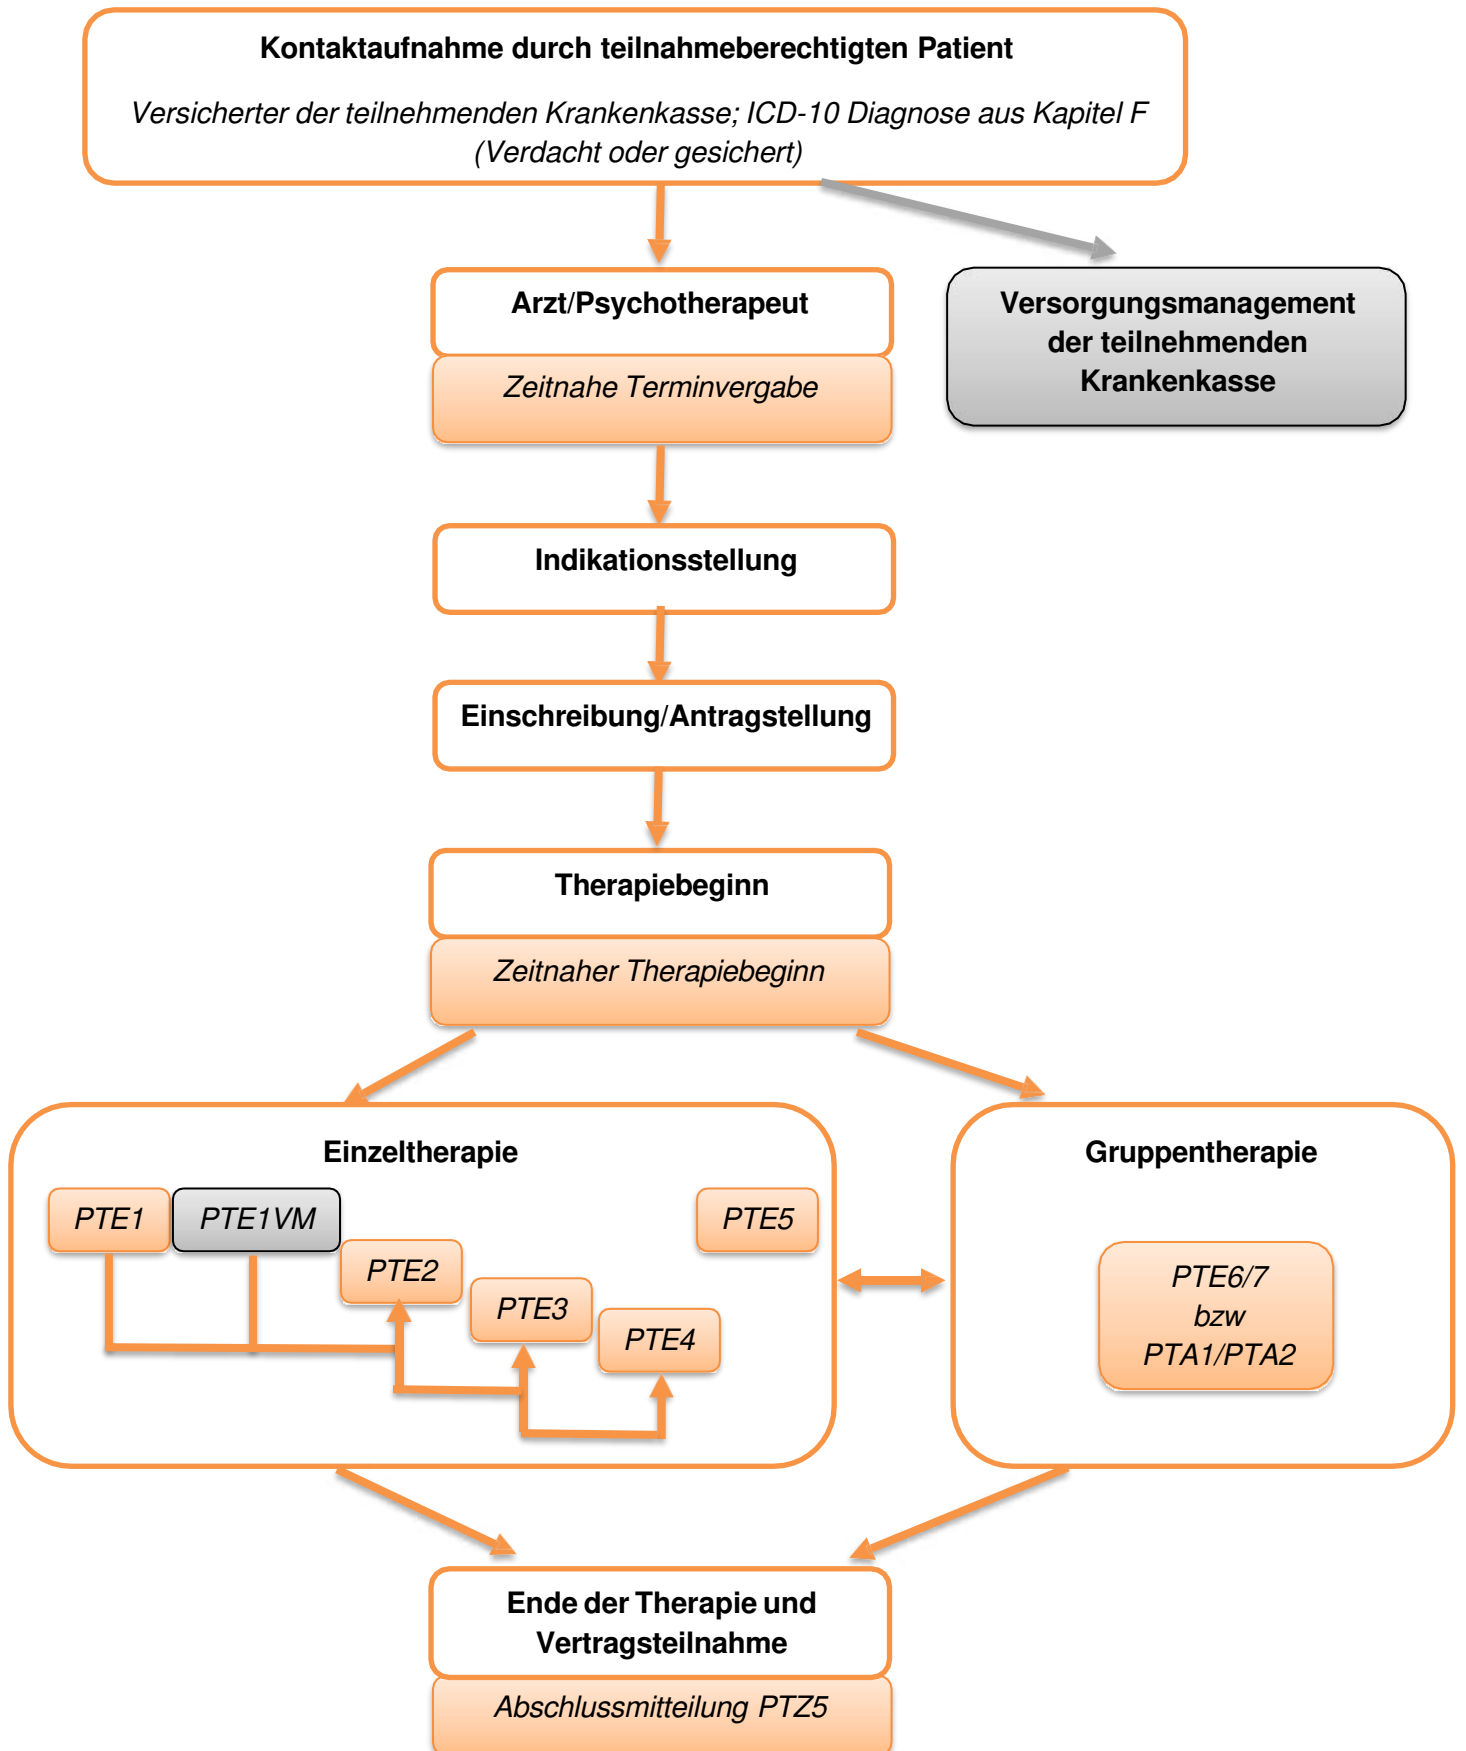 Kontaktaufnahme durch teilnahmeberechtigten Patient
Versicherter der teilnehmenden Krankenkasse; ICD-10 Diagnose aus Kapitel F
(Verdacht oder gesichert)
Arzt/Psychotherapeut
Zeitnahe Terminvergabe
Versorgungsmanagement
der teilnehmenden
Krankenkasse
Indikationsstellung
Einschreibung/Antragstellung
Therapiebeginn
Zeitnaher Therapiebeginn
Einzeltherapie
PTE1
PTE1VM
PTE2
PTE3
PTE4
PTE5
Gruppentherapie
PTE6/7
bzw
PTA1/PTA2
Ende der Therapie und
Vertragsteilnahme
Abschlussmitteilung PTZ5